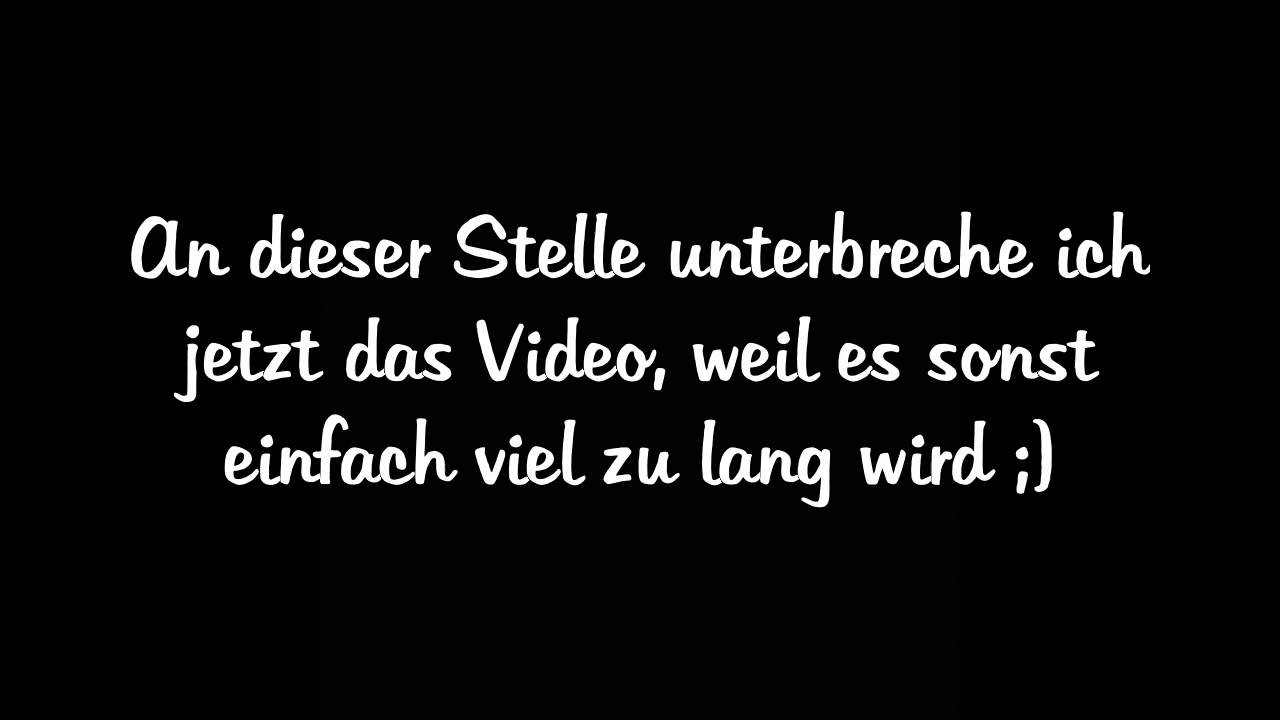 An dieser Stelle unterbreche ich
jetzt das Video, weil es sonst
einfach viel zu lang wird ;)